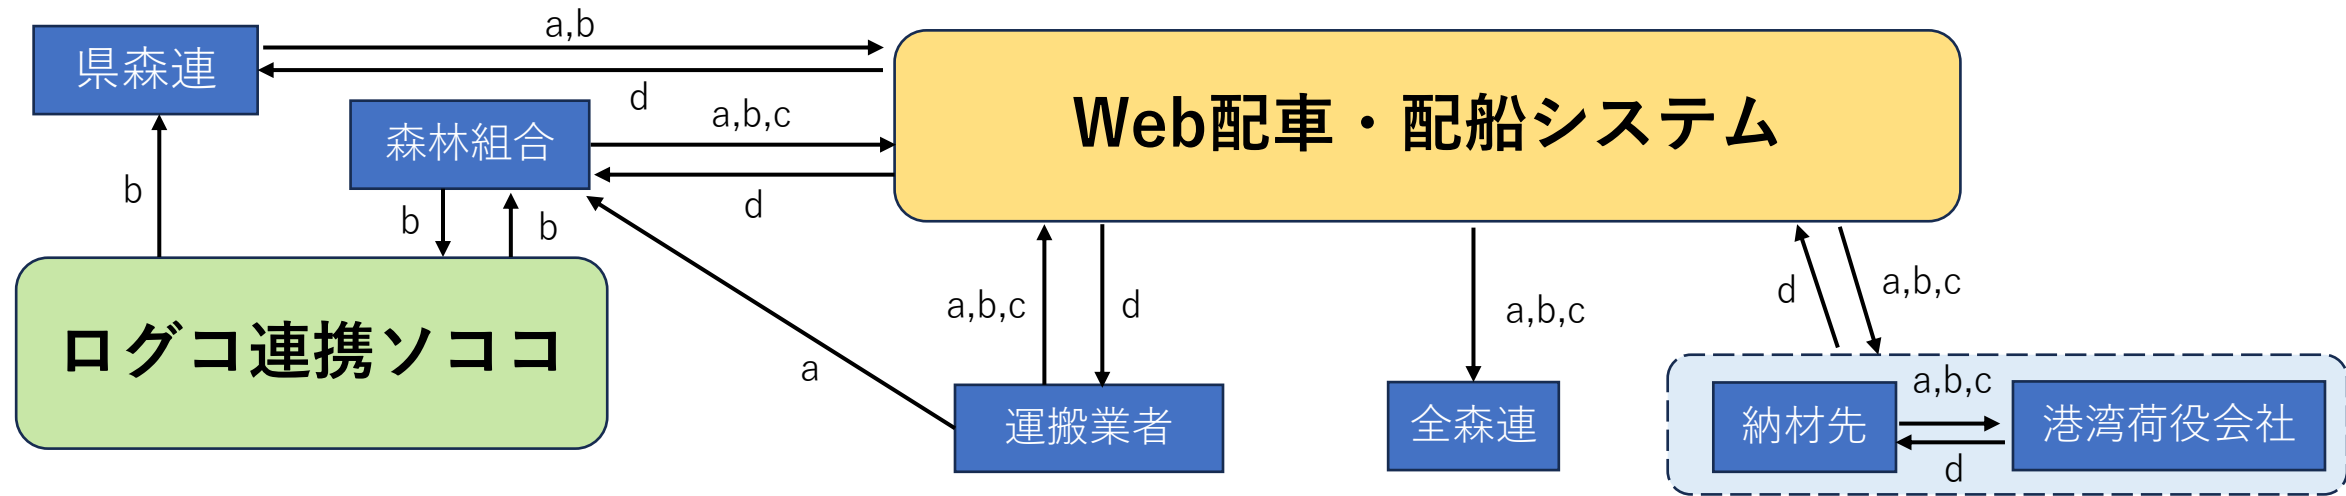 a,b
県森連
d
a,b,c
森林組合
d
Web配車・配船システム
b
b
b
ログコ連携ソココ
a
a,b,c
d
a,b,c
d
a,b,c
運搬業者
全森連
納材先
a,b,c
d
港湾荷役会社